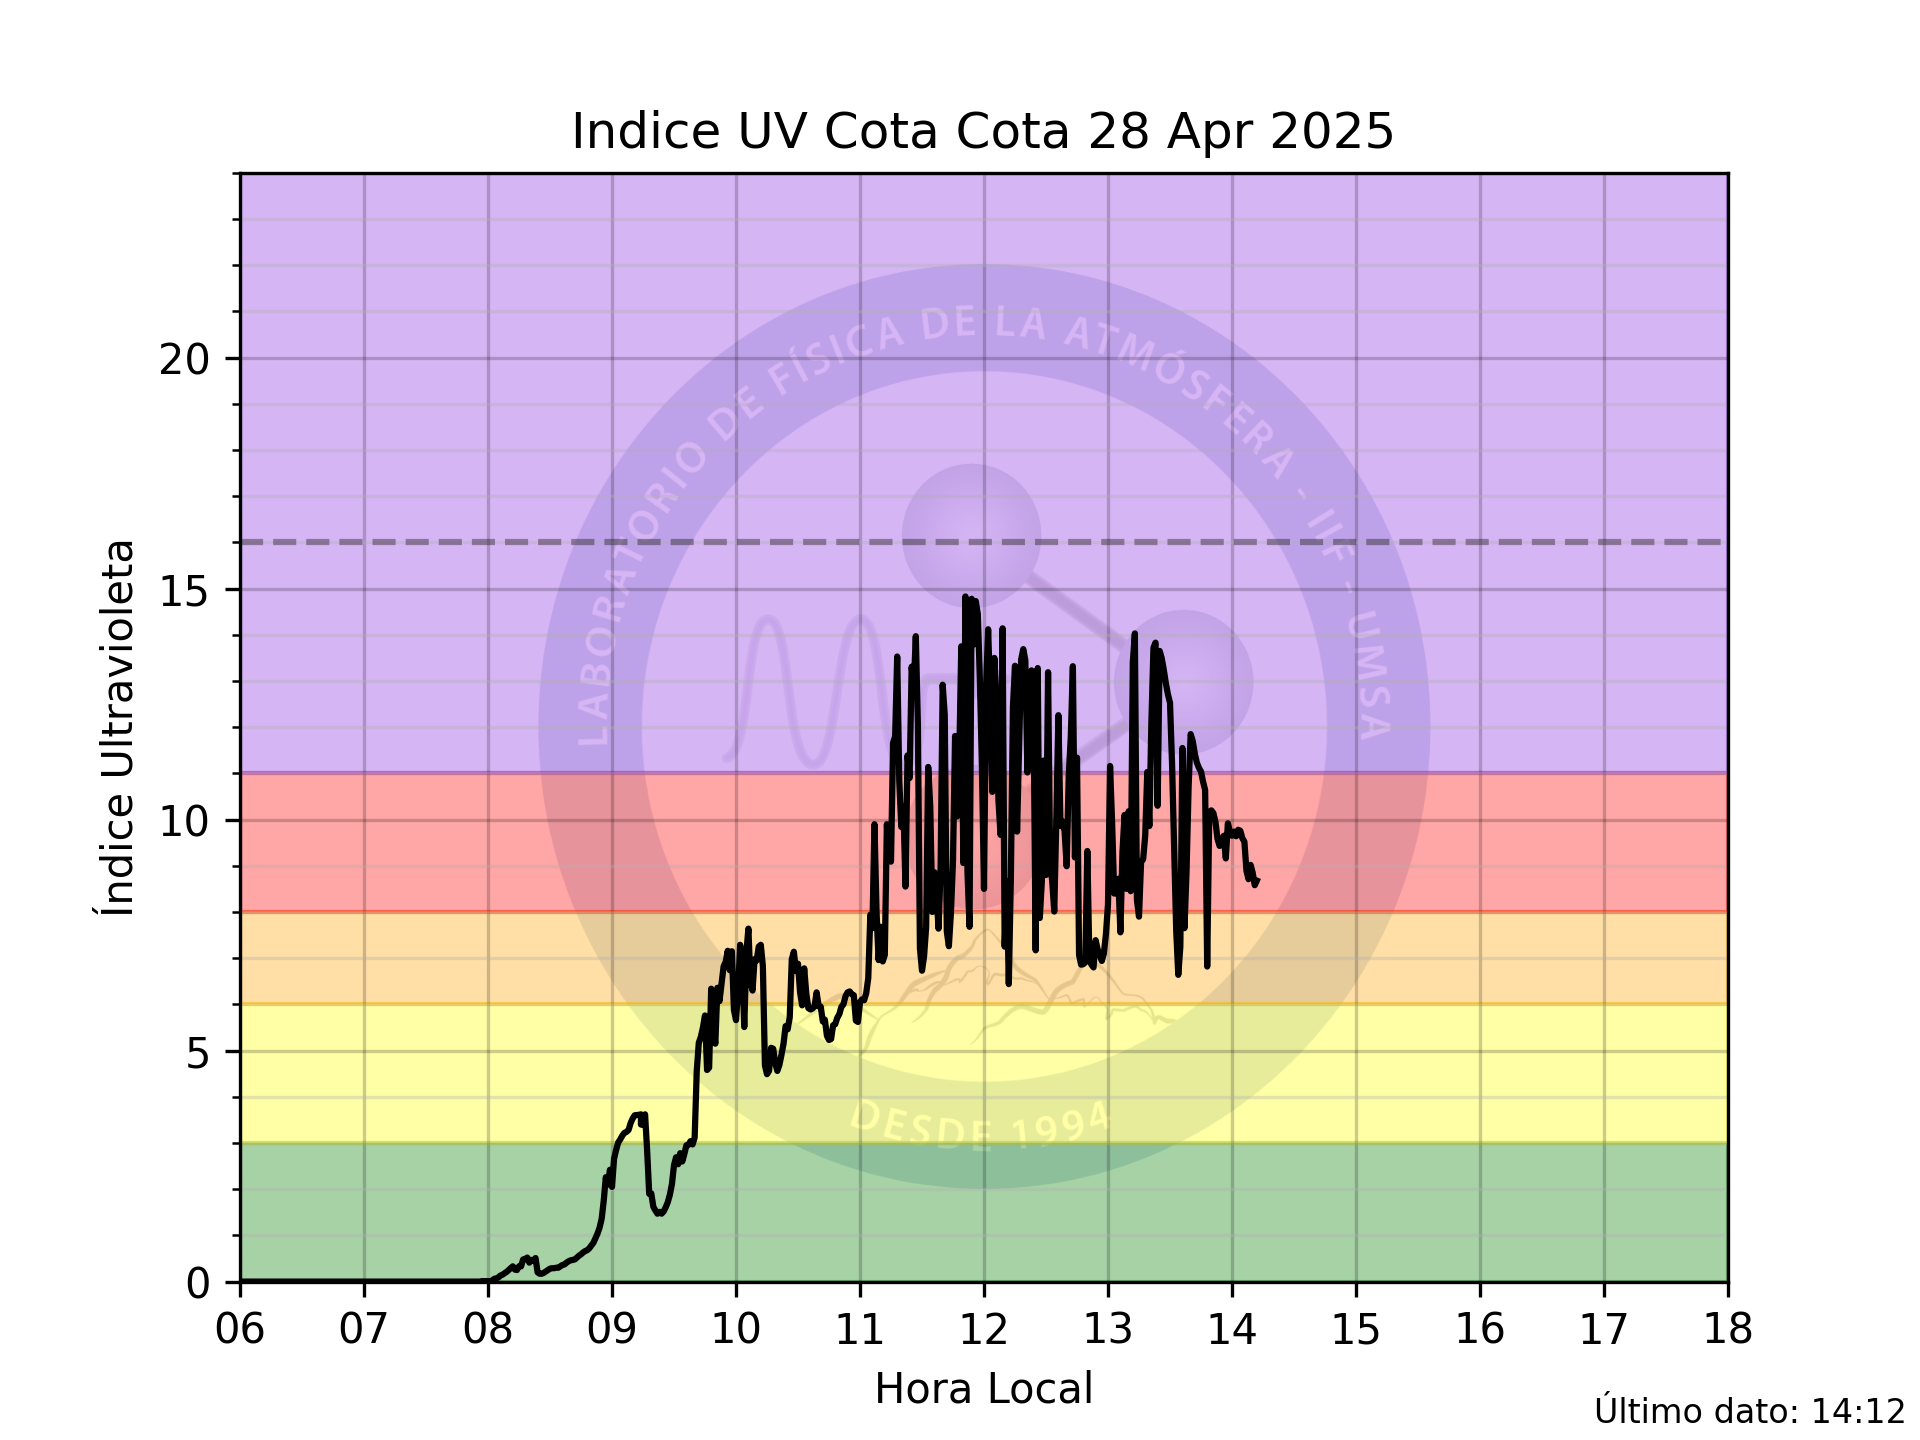 Indice UV Cota Cota 28 Apr 2025
LABORATORIO DE FÍSICA DE LA ATMÓSFERA - IIF - UMSA
DESDE 1994
Índice Ultravioleta
20
15
10
5
0
06 07 08 09 10 11 12 13 14 15 16 17 18
Hora Local
Último dato: 14:12